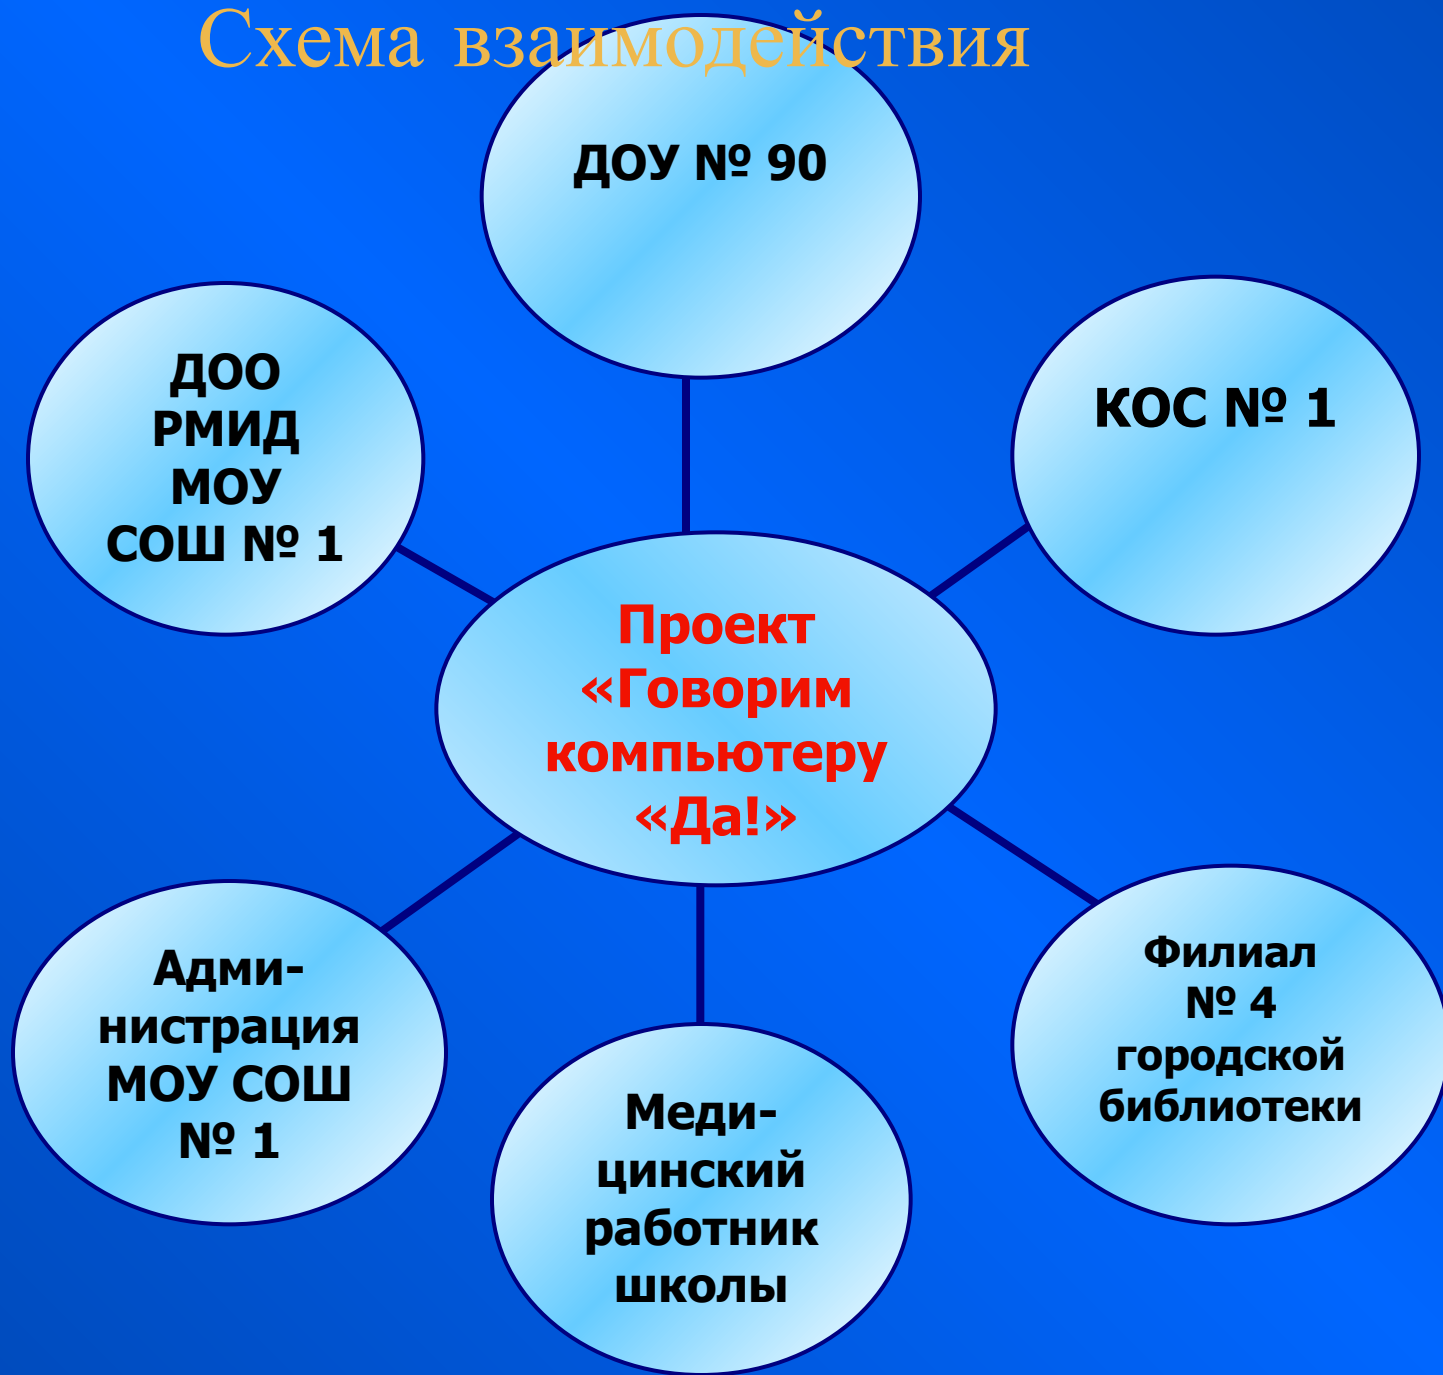 Схема взаимодействия
ДОУ № 90
ДОО
РМИД
МОУ
СОШ № 1
КОС № 1
Проект
«Говорим
компьютеру
«Да!»
Адми-
нистрация
МОУ СОШ
№ 1
Меди-
цинский
работник
школы
Филиал
№ 4
городской
библиотеки